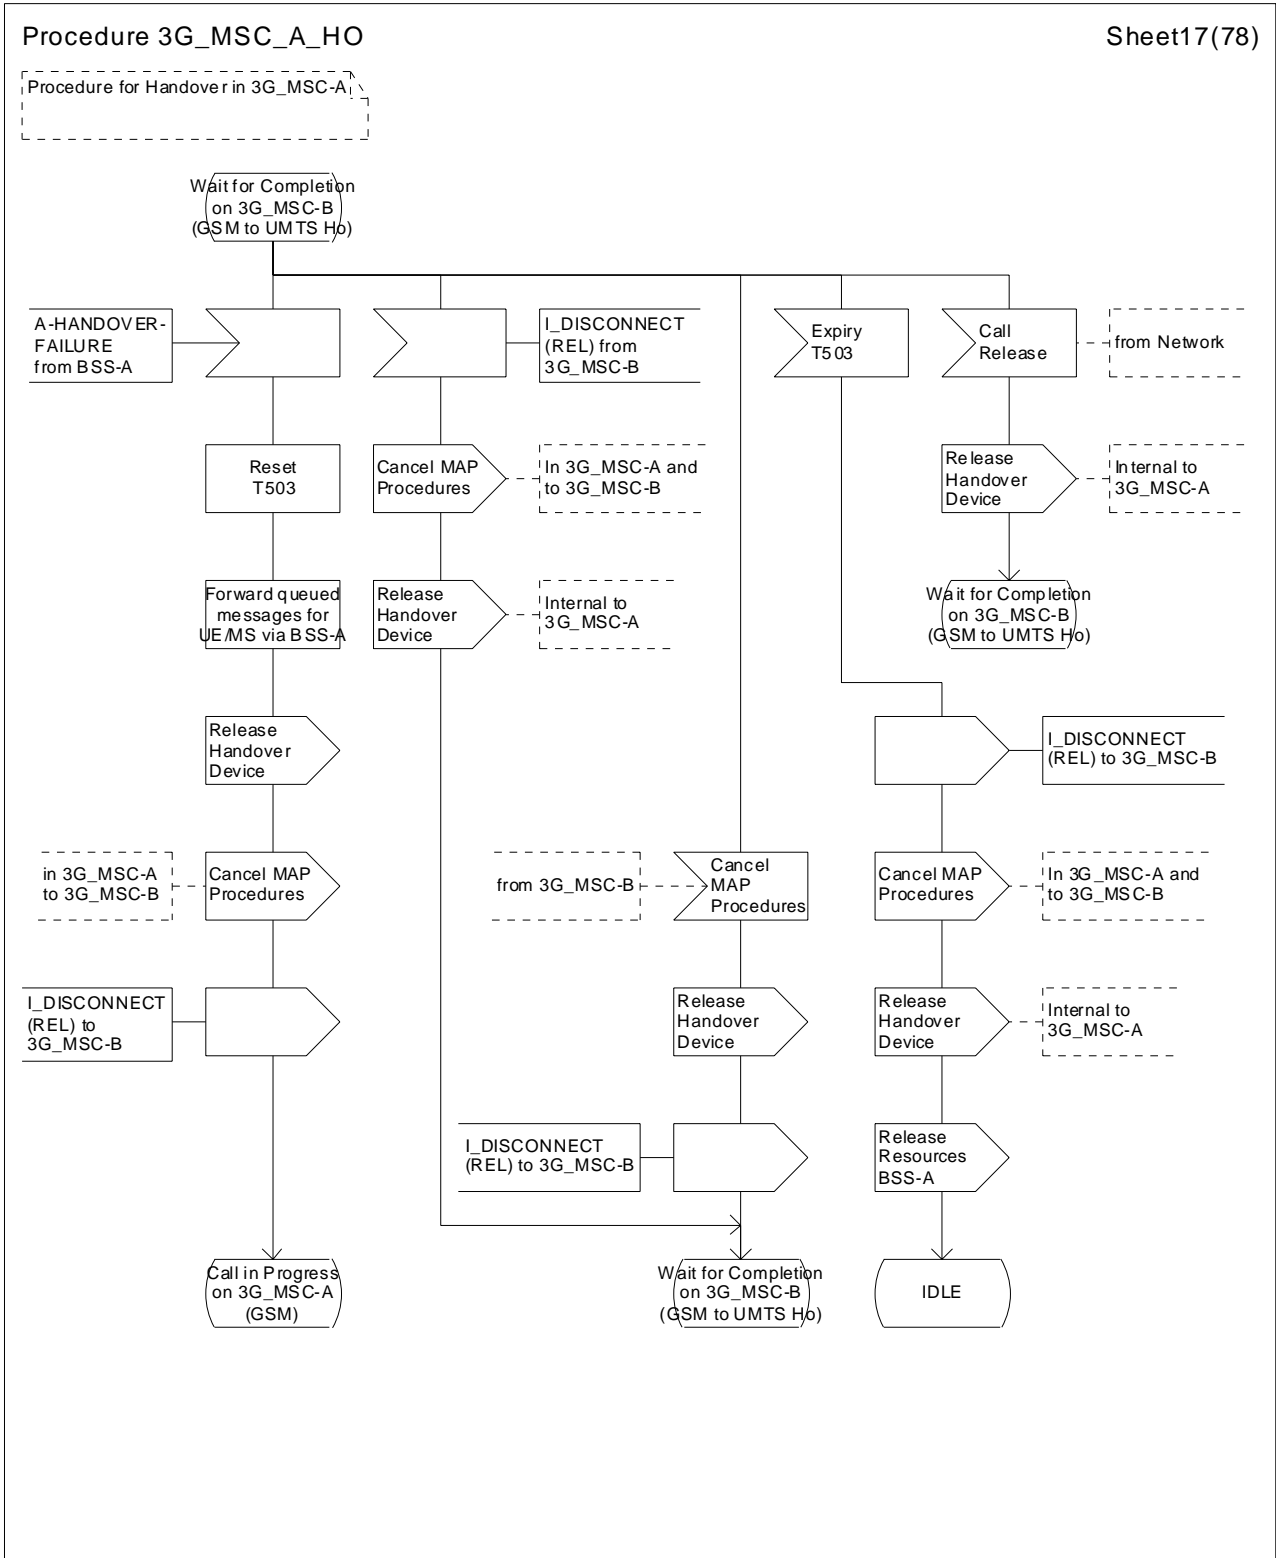 Procedure 3G_MSC_A_HO
Sheet17(78)
Procedure for Handover in 3G_MSC-A
Wait for Completion
on 3G_MSC-B
(GSM to UMTS Ho)
A-HANDOVER-
FAILURE
from BSS-A
I_DISCONNECT
(REL) from
3G_MSC-B
Expiry
T503
Call
Release
from Network
Reset
T503
Cancel MAP
Procedures
In 3G_MSC-A and
to 3G_MSC-B
Release
Handover
Device
Internal to
3G_MSC-A
Forward queued
messages for
UE/MS via BSS-A
Release
Handover
Device
Internal to
3G_MSC-A
Wait for Completion
on 3G_MSC-B
(GSM to UMTS Ho)
Release
Handover
Device
I_DISCONNECT
(REL) to 3G_MSC-B
in 3G_MSC-A
to 3G_MSC-B
Cancel MAP
Procedures
from 3G_MSC-B
Cancel
MAP
Procedures
Cancel MAP
Procedures
In 3G_MSC-A and
to 3G_MSC-B
I_DISCONNECT
(REL) to
3G_MSC-B
Release
Handover
Device
Release
Handover
Device
Internal to
3G_MSC-A
I_DISCONNECT
(REL) to 3G_MSC-B
Release
Resources
BSS-A
Call in Progress
on 3G_MSC-A
(GSM)
Wait for Completion
on 3G_MSC-B
(GSM to UMTS Ho)
IDLE